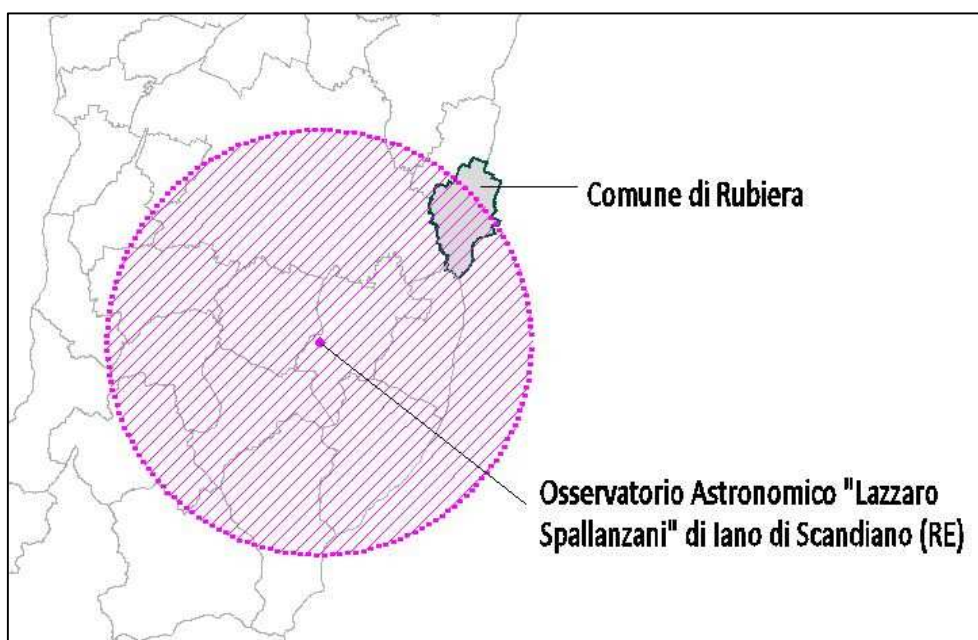 Comune di Rubiera
Osservatorio Astronomico "Lazzaro
Spallanzani" di Iano di Scandiano (RE)